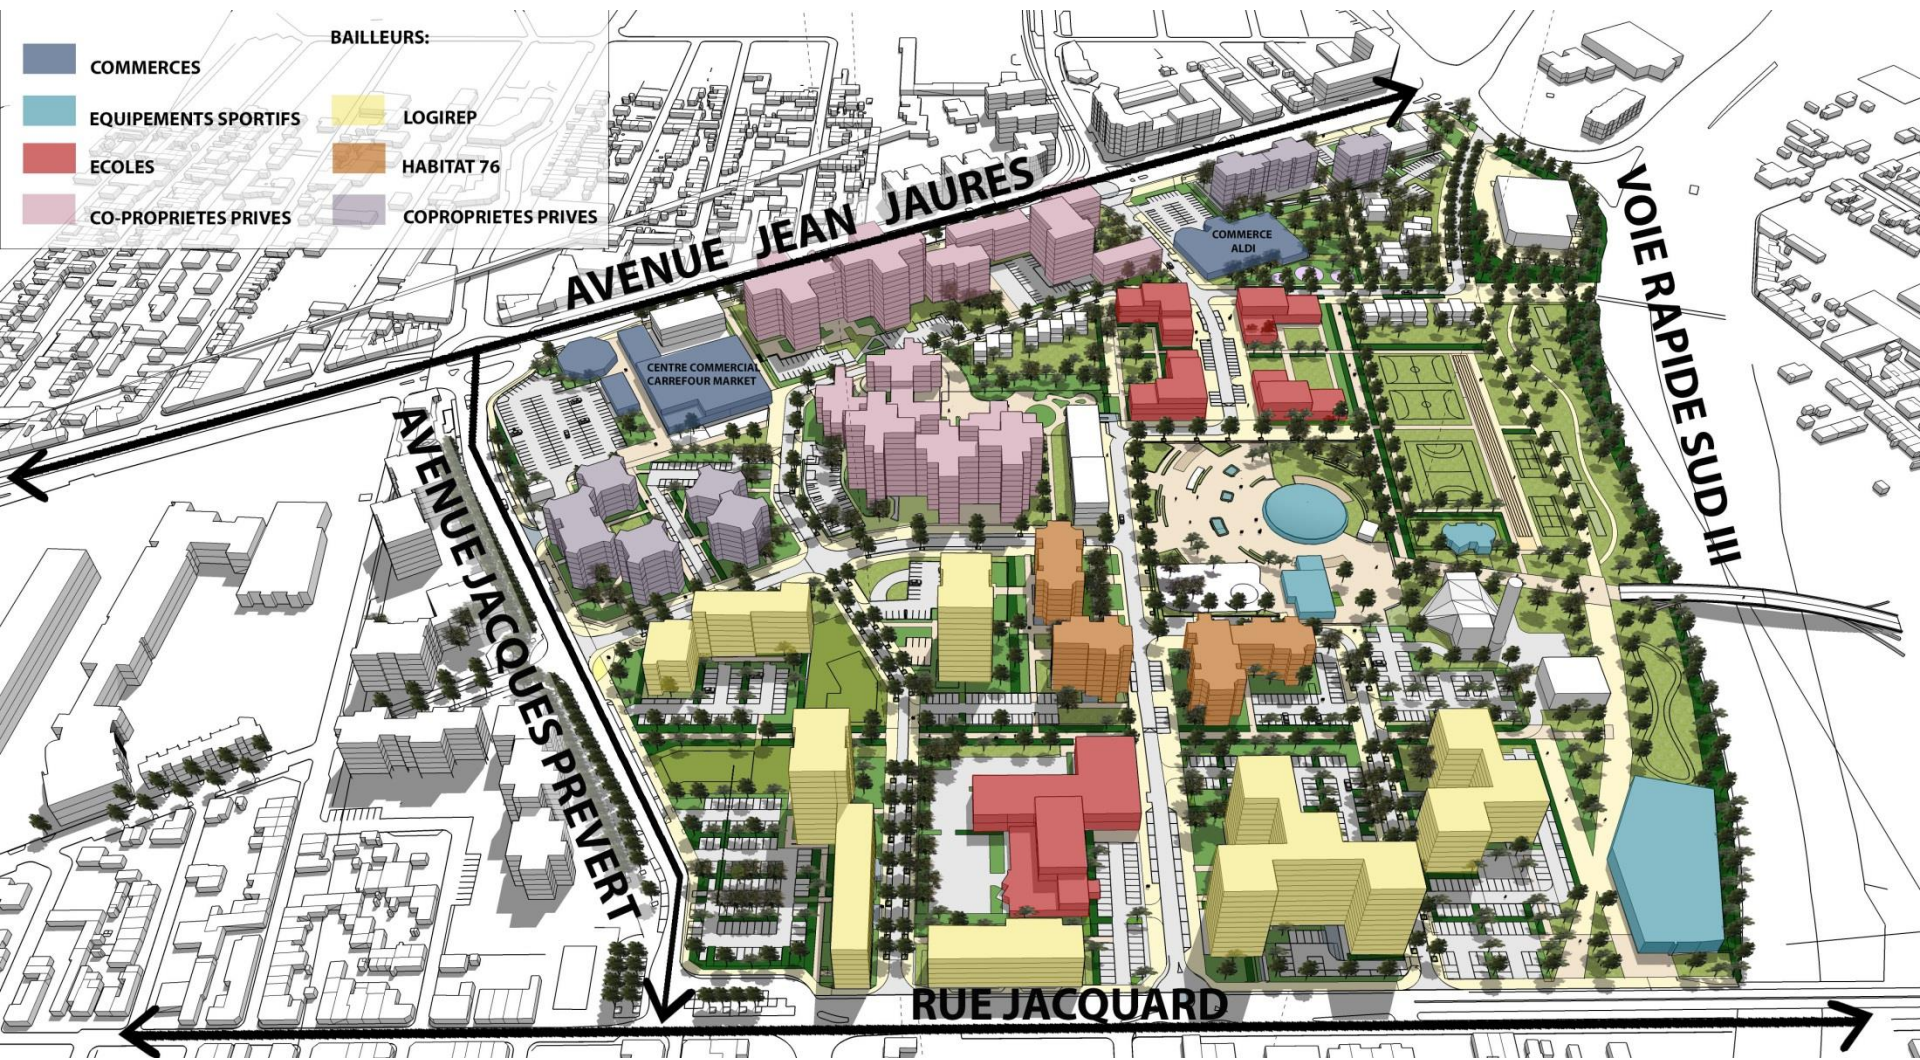 BAILLEURS:
COMMERCES
EQUIPEMENTS SPORTIFS
LOGIREP
ECOLES
HABITAT 76
CO-PROPRIETES PRIVES
COPROPRIETES PRIVES
AVENUE JEAN JAURES
COMMERCE
ALDI
VOIE RAPIDE SUD III
CENTRE COMMERCIAL
CARREFOUR MARKET
AVENUE JACQUES PREVERT
RUE JACQUARD